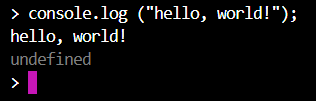 > console.log ("hello, world!");
hello, world!
undefined
>